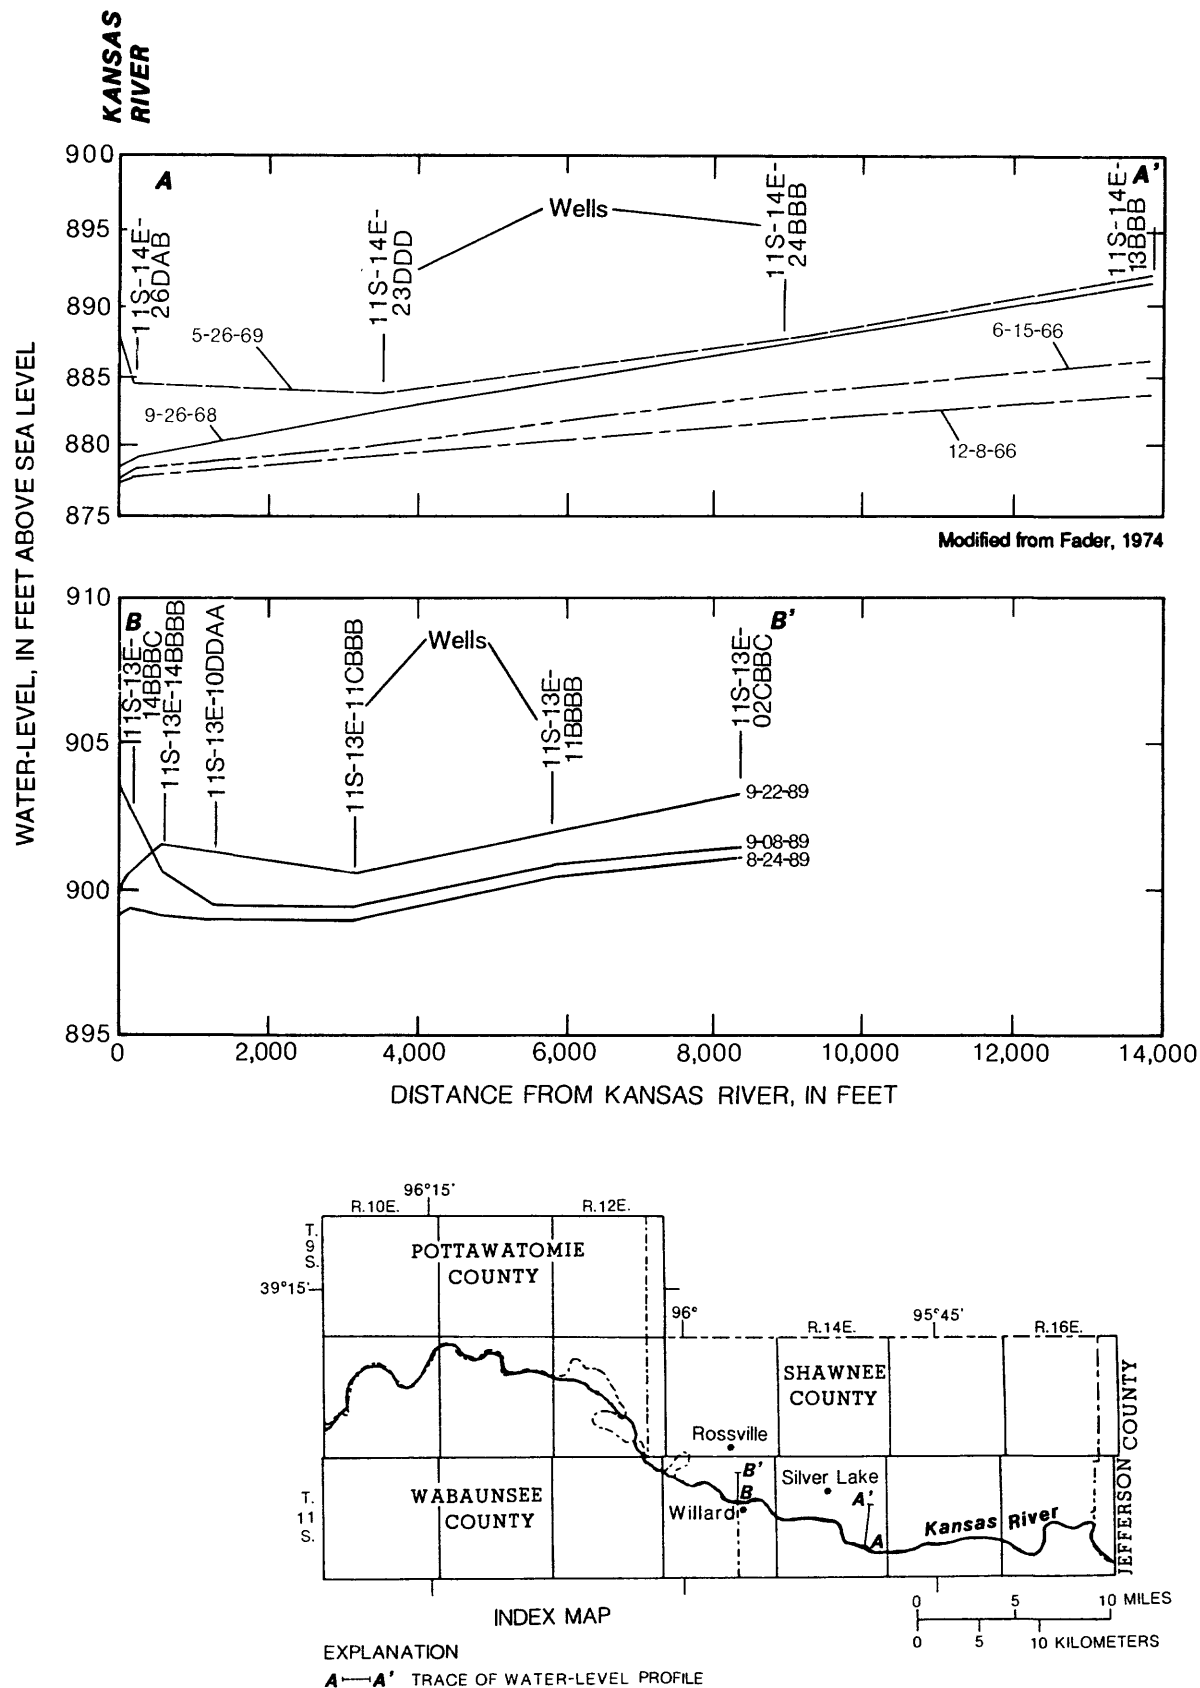 KANSAS
RIVER
WATER-LEVEL, IN FEET ABOVE SEA LEVEL
900
895
890
885
880
875
A
A'
11S-14E-
26DAB
11S-14E-
23DDD
Wells
11S-14E-
24BBB
11S-14E-
13BBB
5-26-69
9-26-68
6-15-66
12-8-66
Modified from Fader, 1974
910
905
900
895
B
B'
11S-13E-
14BBBC
11S-13E-14BBBB
11S-13E-10DDAA
11S-13E-11CBBB
Wells
11S-13E-
11BBBB
11S-13E-
02CBBC
9-22-89
9-08-89
8-24-89
0 2,000 4,000 6,000 8,000 10,000 12,000 14,000
DISTANCE FROM KANSAS RIVER, IN FEET
96°15'
R.10E. R.12E.
T.
9
S.
POTTAWATOMIE
COUNTY
39°15'
96° 95°45'
R.14E. R.16E.
SHAWNEE
COUNTY
JEFFERSON COUNTY
Rossville
T.
11
S.
WABAUNSEE
COUNTY
B'
B
Willard
Silver Lake
A'
A
Kansas River
INDEX MAP
0 5 10 MILES
0 5 10 KILOMETERS
EXPLANATION
A A' TRACE OF WATER-LEVEL PROFILE